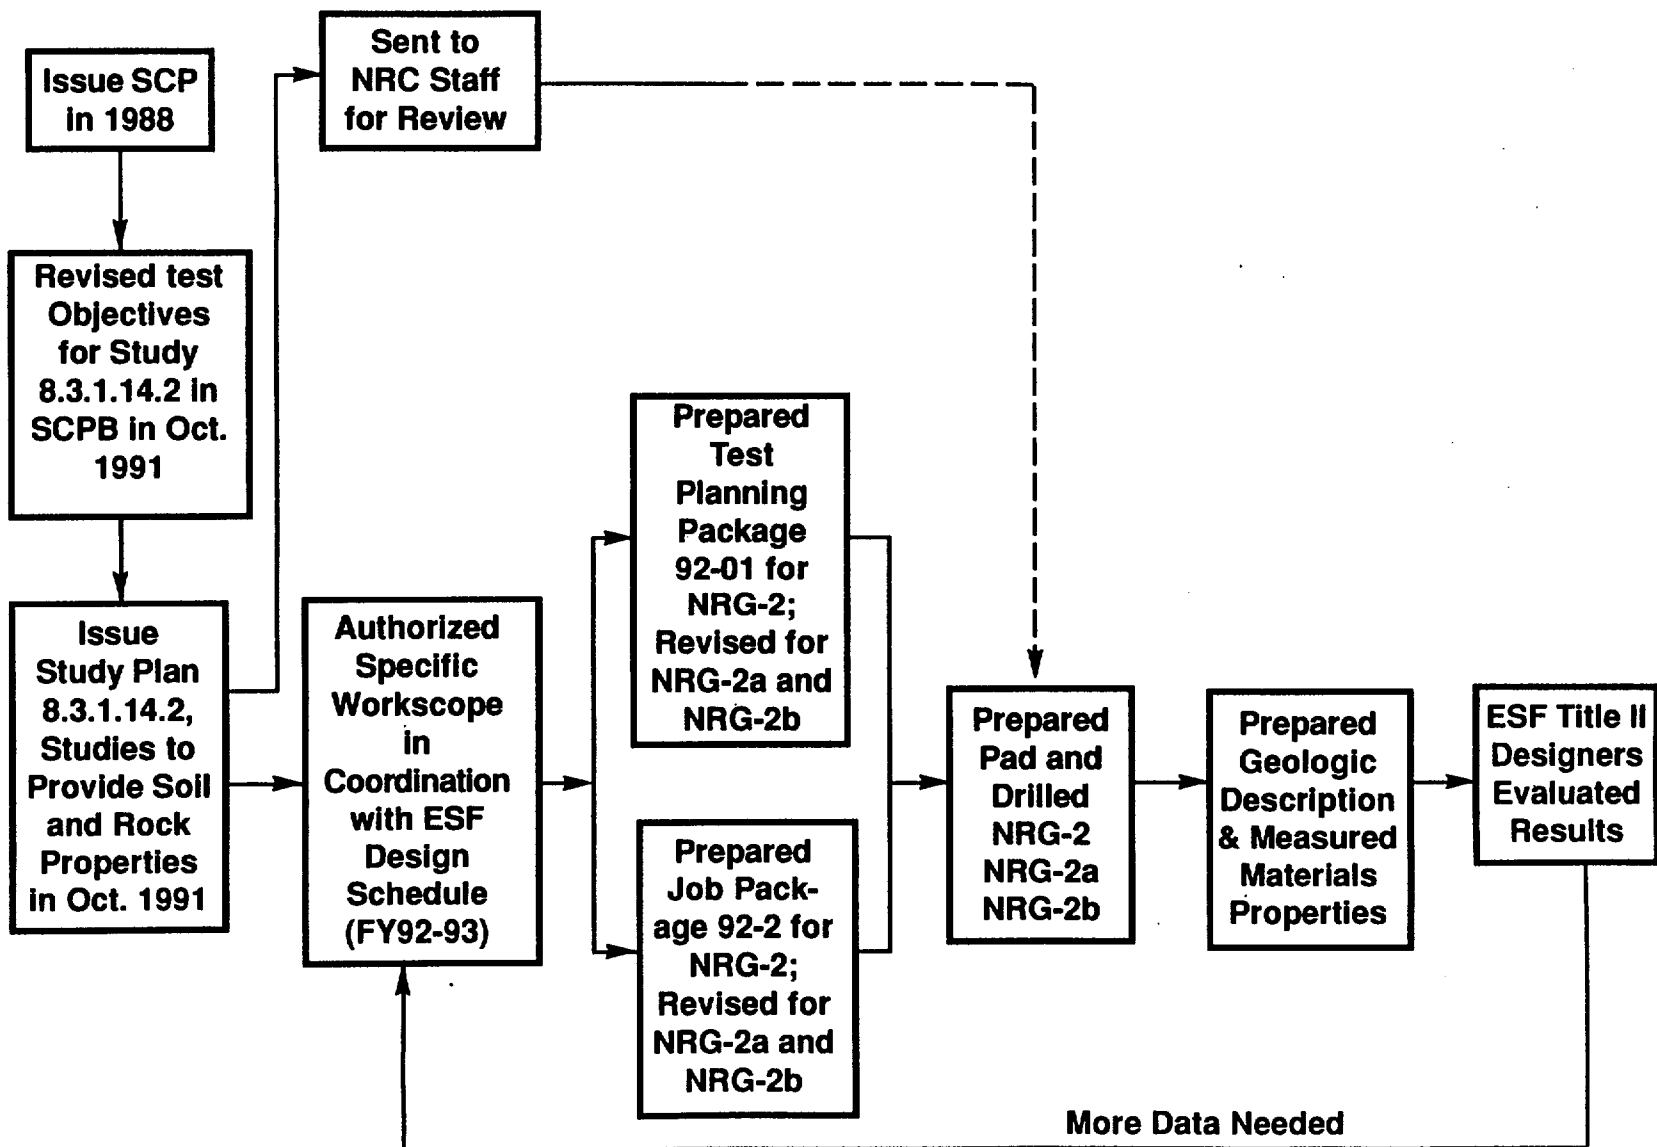 Issue SCP
in 1988
Sent to
NRC Staff
for Review
Revised test
Objectives
for Study
8.3.1.14.2 in
SCPB in Oct.
1991
Issue
Study Plan
8.3.1.14.2,
Studies to
Provide Soil
and Rock
Properties
in Oct. 1991
Authorized
Specific
Workscope
in
Coordination
with ESF
Design
Schedule
(FY92-93)
Prepared
Test
Planning
Package
92-01 for
NRG-2;
Revised for
NRG-2a and
NRG-2b
Prepared
Job Pack-
age 92-2 for
NRG-2;
Revised for
NRG-2a and
NRG-2b
Prepared
Pad and
Drilled
NRG-2
NRG-2a
NRG-2b
Prepared
Geologic
Description
& Measured
Materials
Properties
ESF Title II
Designers
Evaluated
Results
More Data Needed